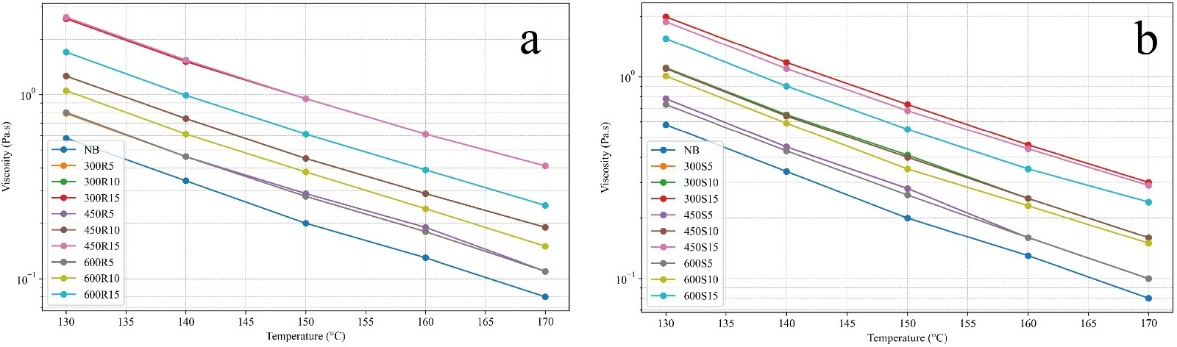 a
Viscosity (Pa.s)
10⁰
10⁻¹
NB
300R5
300R10
300R15
450R5
450R10
450R15
600R5
600R10
600R15
130 135 140 145 150 155 160 165 170
Temperature (°C)
b
Viscosity (Pa.s)
10⁰
10⁻¹
NB
300S5
300S10
300S15
450S5
450S10
450S15
600S5
600S10
600S15
130 135 140 145 150 155 160 165 170
Temperature (°C)